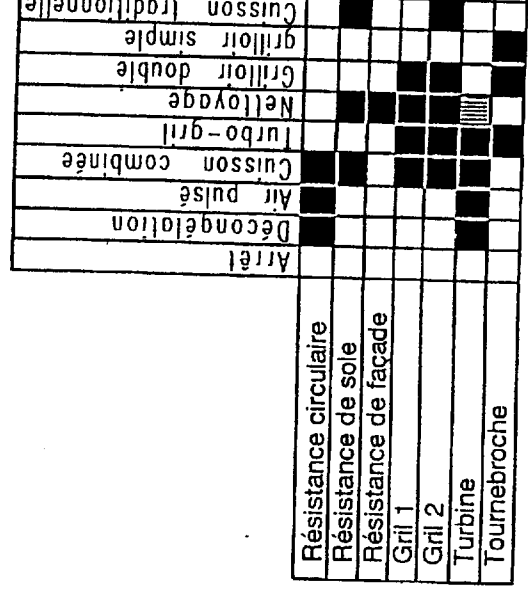 Cuisson traditionnelle
grilloir simple
Grilloir double
Nettoyage
Turbo-gril
Cuisson combinée
Air pulsé
Décongélation
Arrêt
Résistance circulaire
Résistance de sole
Résistance de façade
Gril 1
Gril 2
Turbine
Tournebroche